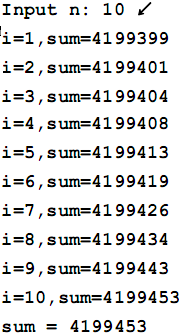 Input n: 10 ↙
i=1,sum=4199399
i=2,sum=4199401
i=3,sum=4199404
i=4,sum=4199408
i=5,sum=4199413
i=6,sum=4199419
i=7,sum=4199426
i=8,sum=4199434
i=9,sum=4199443
i=10,sum=4199453
sum = 4199453